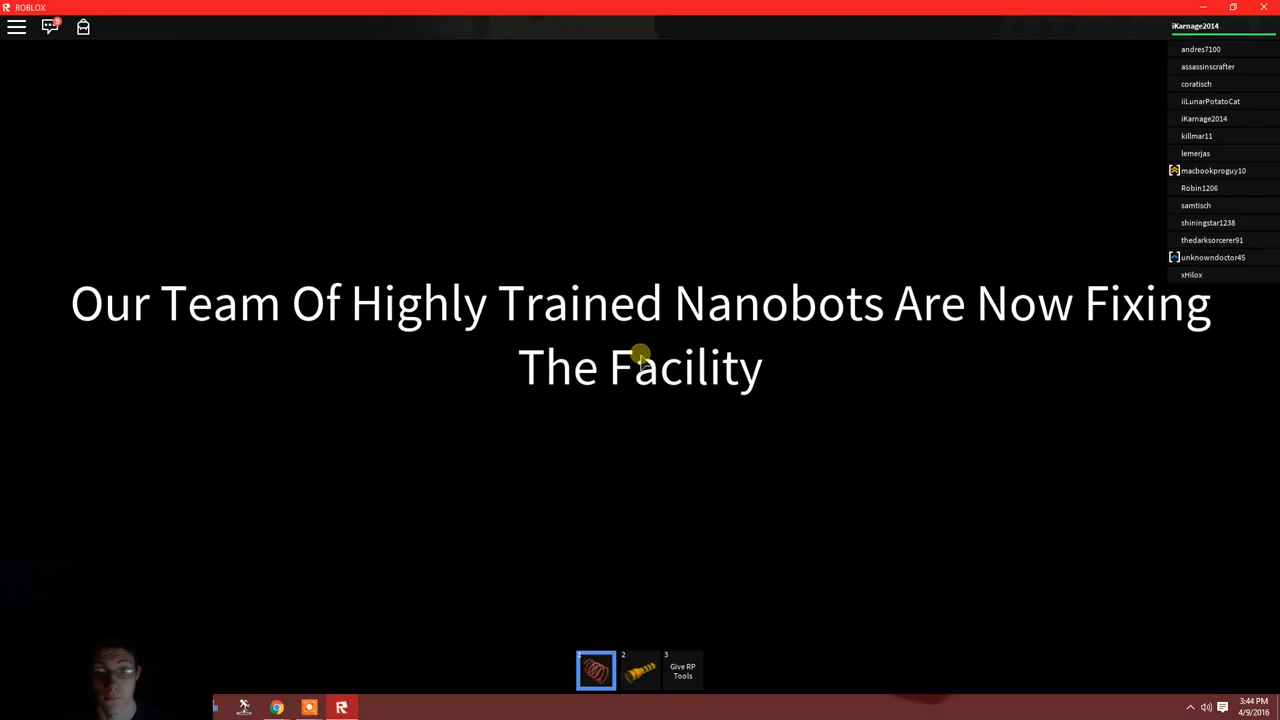 ROBLOX
9
iKarnage2014
andres7100
assassinscrafter
coratisch
iiLunarPotatoCat
iKarnage2014
killmar11
lemerjas
macbookproguy10
Robin1206
samtisch
shiningstar1238
thedarksorcerer91
unknowndoctor45
xHilox
Our Team Of Highly Trained Nanobots Are Now Fixing
The Facility
1
2
3
Give RP
Tools
3:44 PM
4/9/2016